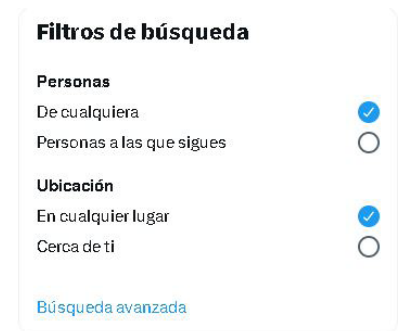 Filtros de búsqueda
Personas
De cualquiera
Personas a las que sigues
Ubicación
En cualquier lugar
Cerca de ti
Búsqueda avanzada